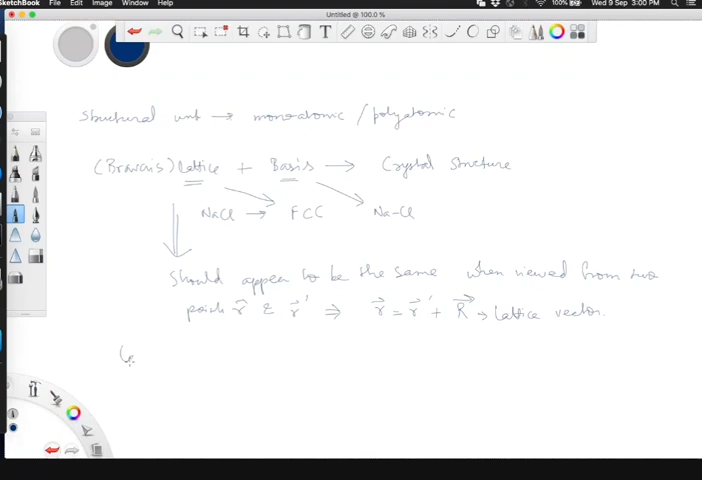 SketchBook File Edit Image Window Help 100% Wed 9 Sep 3:00 PM
Untitled @ 100.0 %
Structural unit → monoatomic / polyatomic
(Bravais) Lattice + Basis → Crystal Structure
NaCl → FCC Na-Cl
Should appear to be the same when viewed from two
points r⃗ & r⃗' ⇒ r⃗ = r⃗' + R⃗ → Lattice vector.